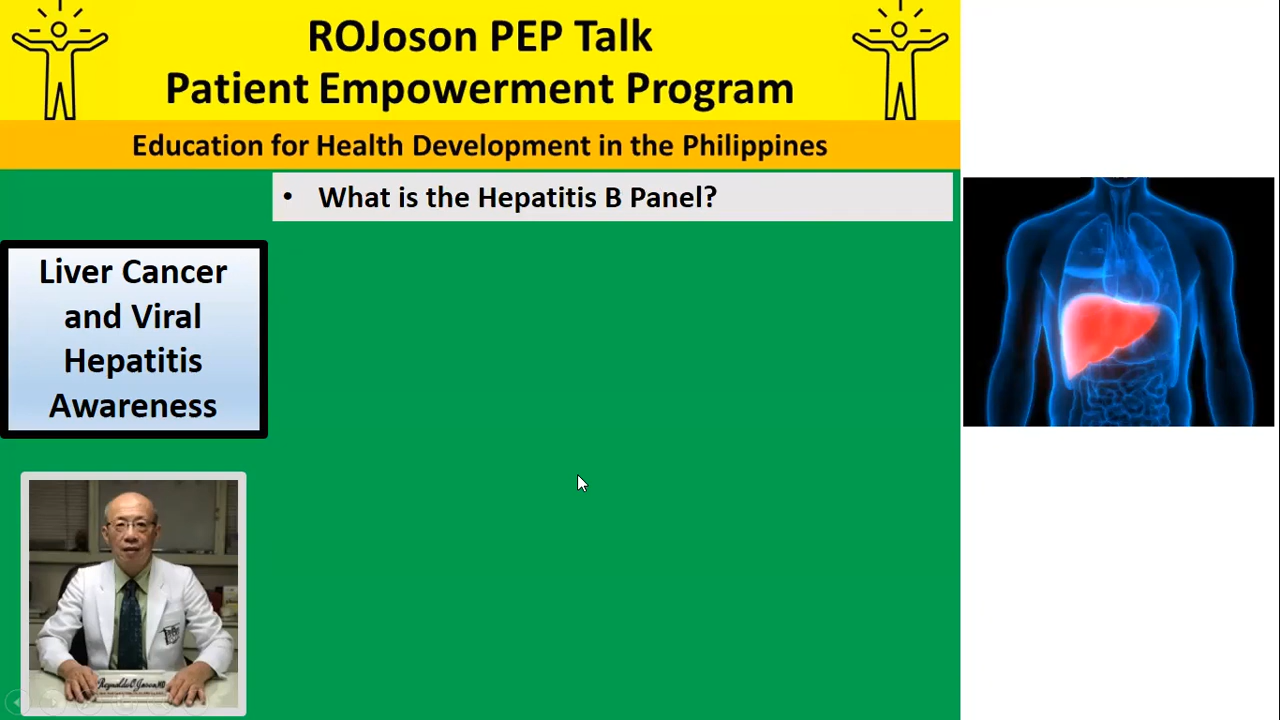 ROJoson PEP Talk
Patient Empowerment Program
Education for Health Development in the Philippines
• What is the Hepatitis B Panel?
Liver Cancer
and Viral
Hepatitis
Awareness